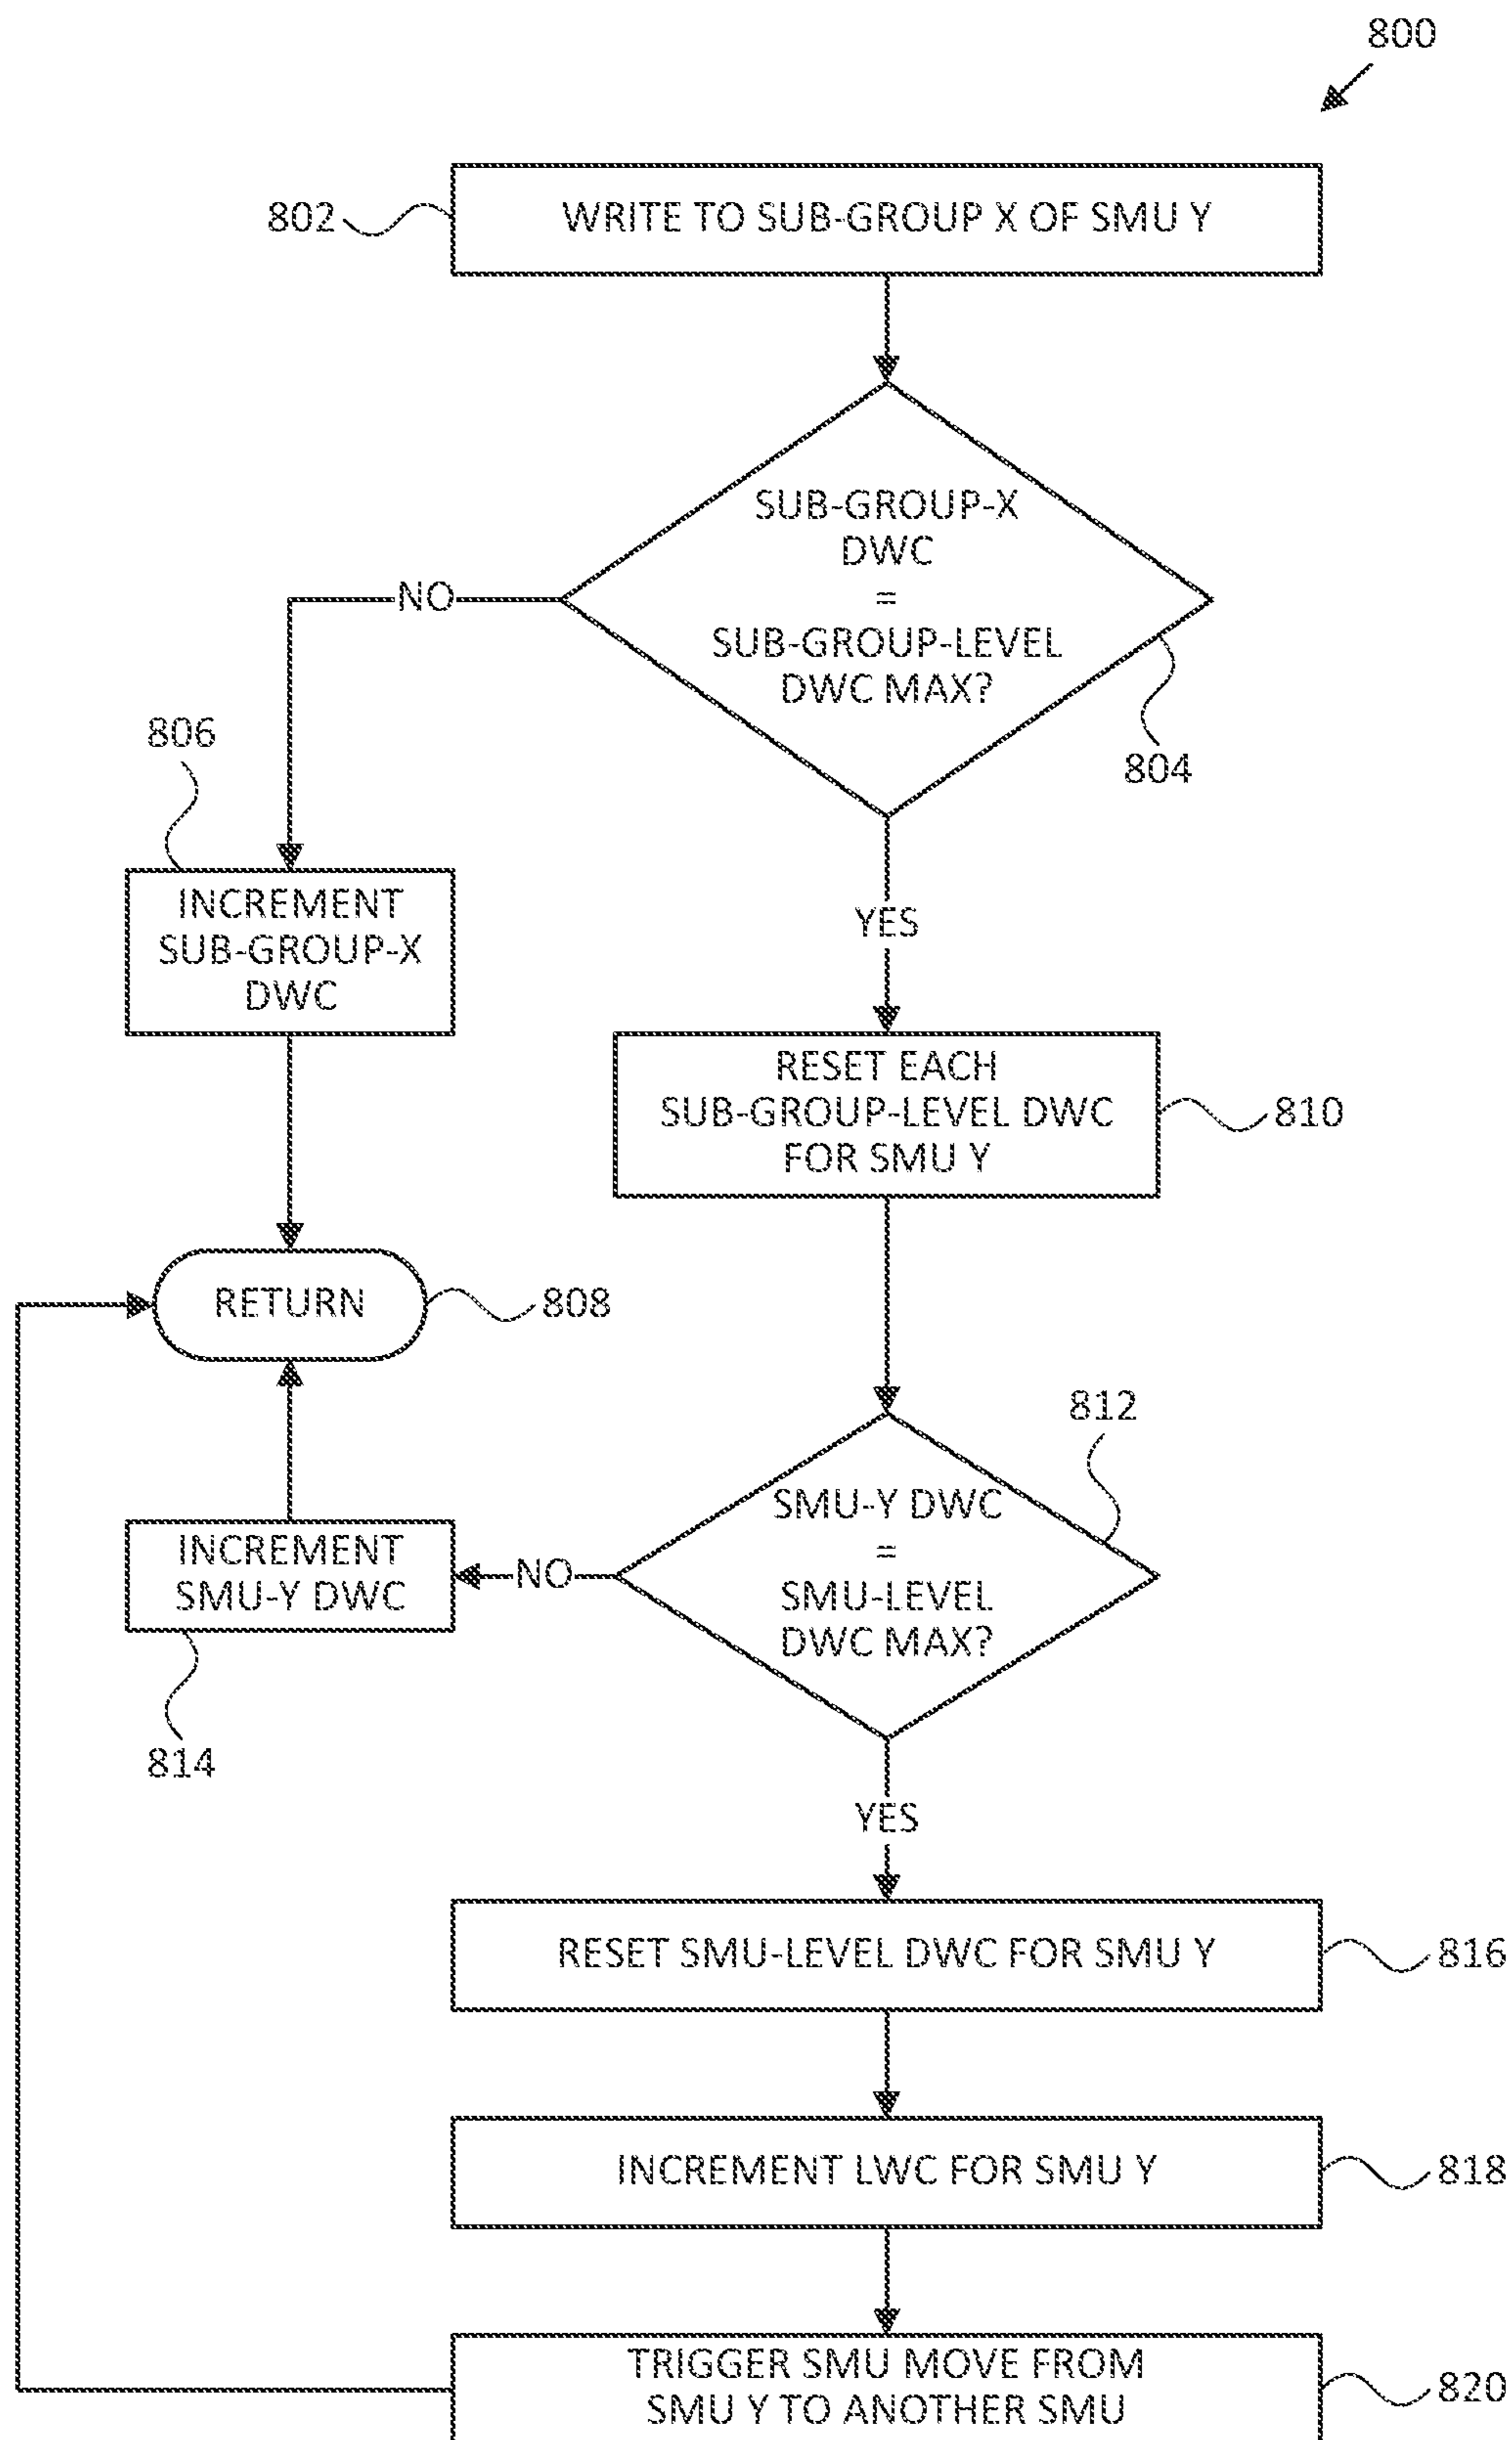 800
802
WRITE TO SUB-GROUP X OF SMU Y
SUB-GROUP-X
DWC
=
SUB-GROUP-LEVEL
DWC MAX?
804
NO
806
INCREMENT
SUB-GROUP-X
DWC
YES
RESET EACH
SUB-GROUP-LEVEL DWC
FOR SMU Y
810
RETURN
808
812
SMU-Y DWC
=
SMU-LEVEL
DWC MAX?
NO
INCREMENT
SMU-Y DWC
814
YES
RESET SMU-LEVEL DWC FOR SMU Y
816
INCREMENT LWC FOR SMU Y
818
TRIGGER SMU MOVE FROM
SMU Y TO ANOTHER SMU
820